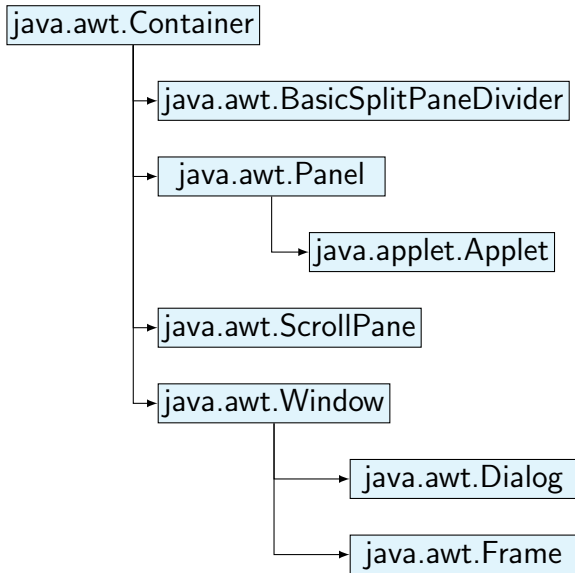 java.awt.Container
java.awt.BasicSplitPaneDivider
java.awt.Panel
java.applet.Applet
java.awt.ScrollPane
java.awt.Window
java.awt.Dialog
java.awt.Frame